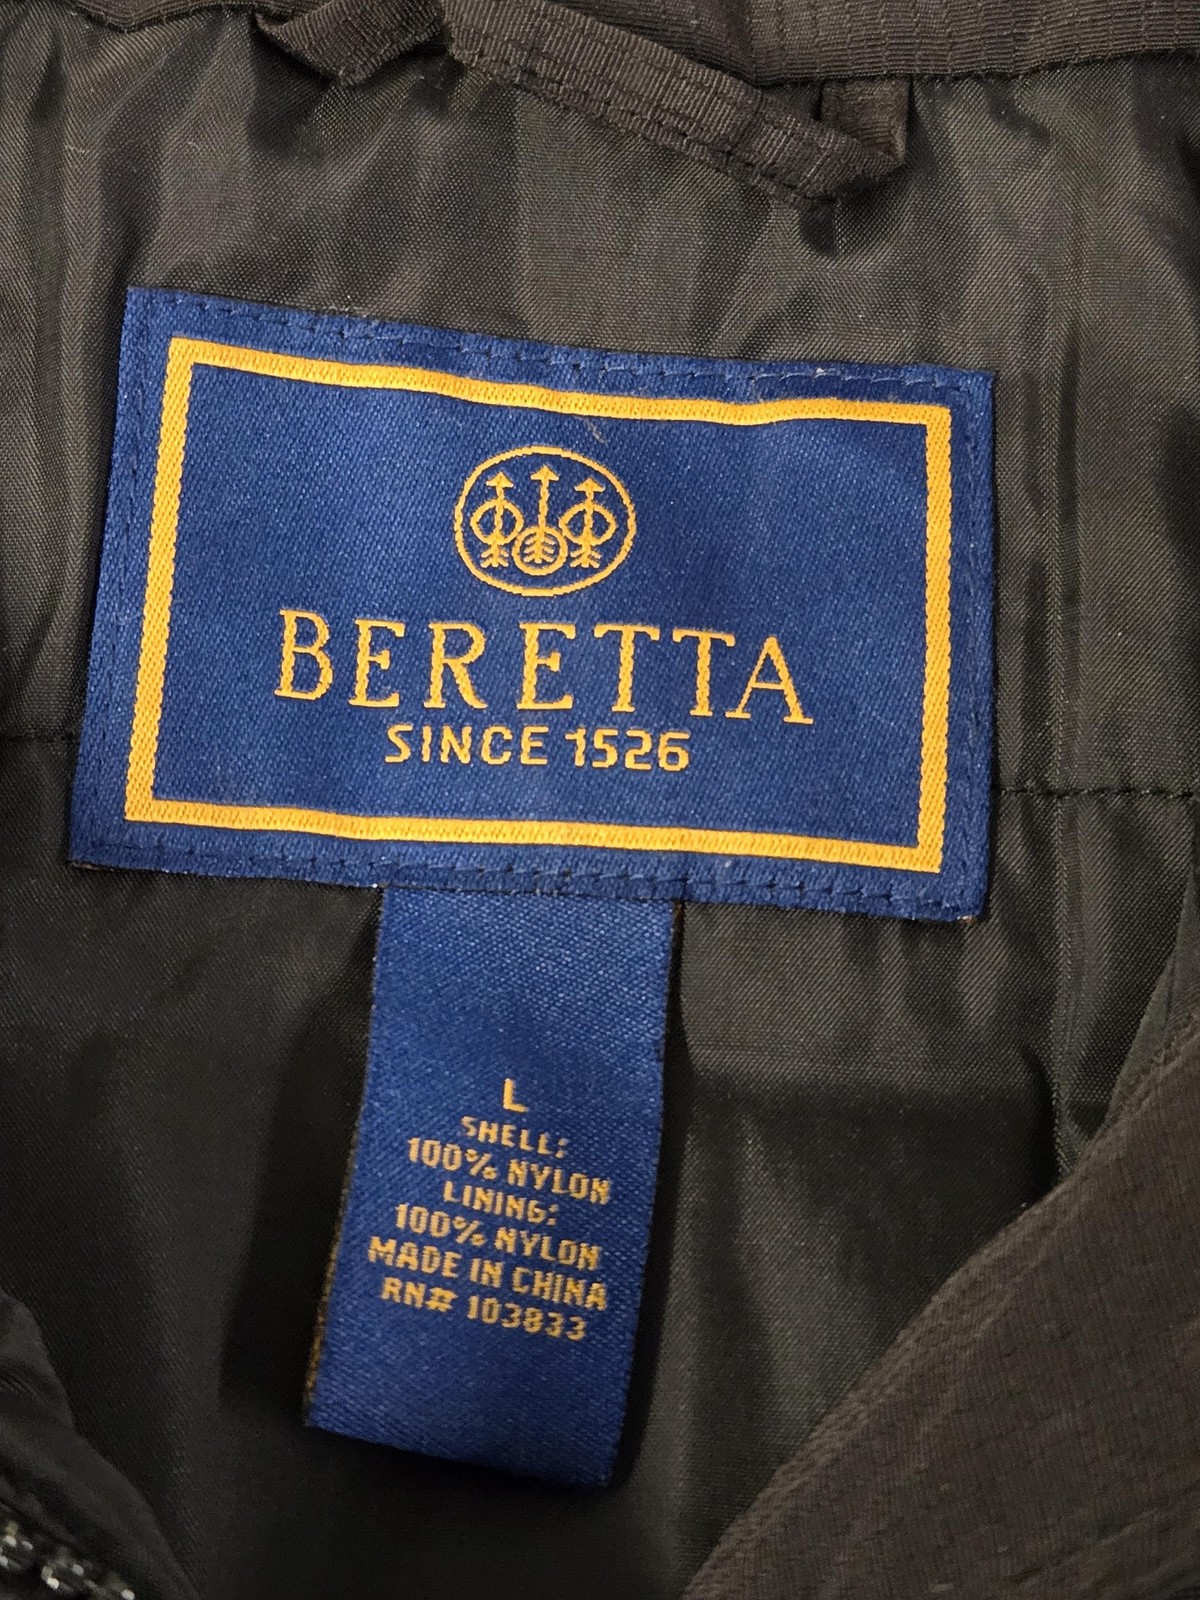 BERETTA
SINCE 1526
L
SHELL:
100% NYLON
LINING:
100% NYLON
MADE IN CHINA
RN# 103833